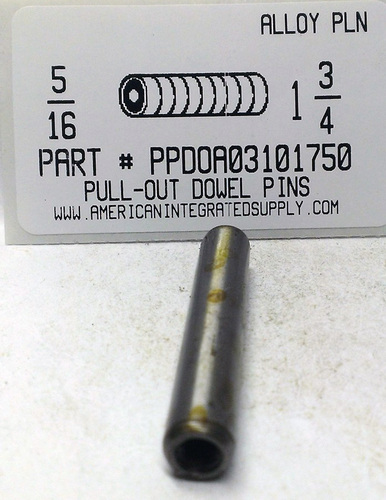 ALLOY PLN
5/16 1 3/4
PART # PPDOA03101750
PULL-OUT DOWEL PINS
WWW.AMERICANINTEGRATEDSUPPLY.COM